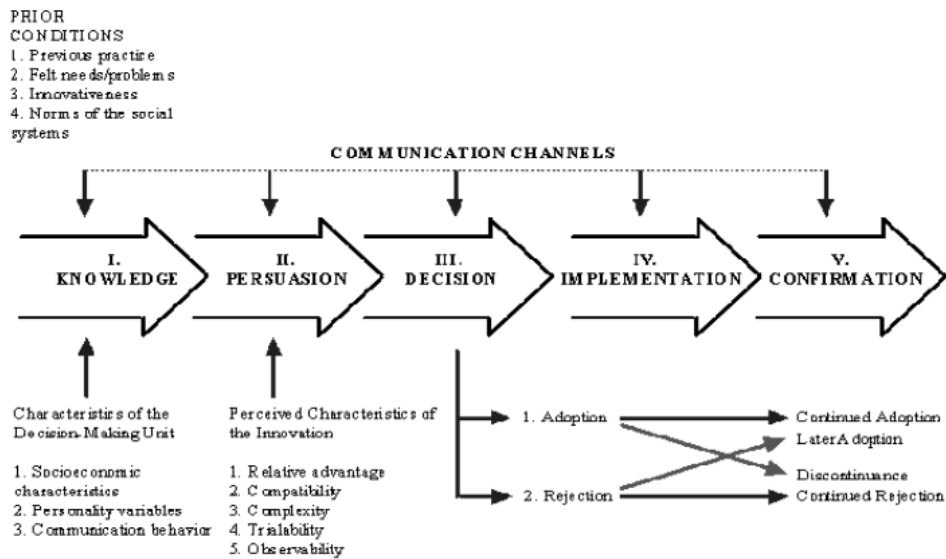 PRIOR
CONDITIONS
1. Previous practice
2. Felt needs/problems
3. Innovativeness
4. Norms of the social
systems
COMMUNICATION CHANNELS
I.
KNOWLEDGE
II.
PERSUASION
III.
DECISION
IV.
IMPLEMENTATION
V.
CONFIRMATION
Characteristics of the
Decision-Making Unit
1. Socioeconomic
characteristics
2. Personality variables
3. Communication behavior
Perceived Characteristics of
the Innovation
1. Relative advantage
2. Compatibility
3. Complexity
4. Trialability
5. Observability
1. Adoption
2. Rejection
Continued Adoption
Later Adoption
Discontinuance
Continued Rejection